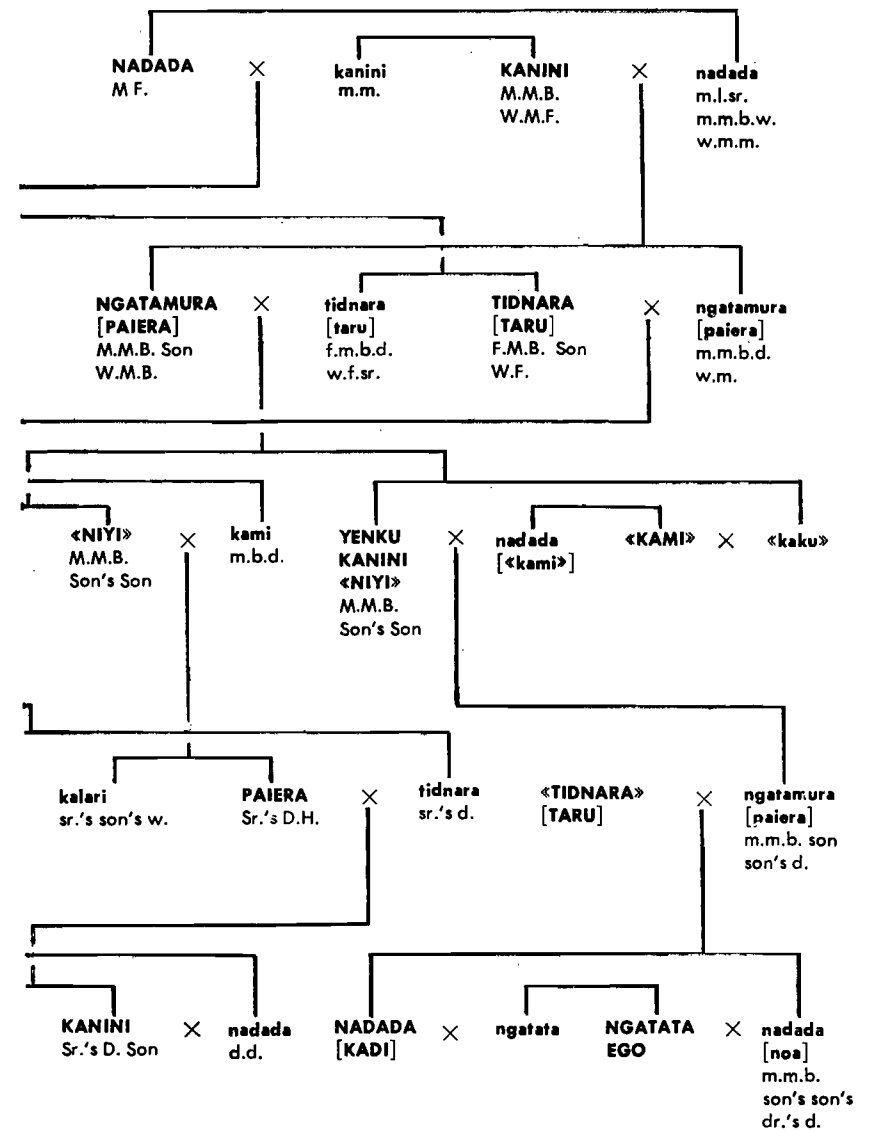 NADADA
M F.
×
kanini
m.m.
KANINI
M.M.B.
W.M.F.
×
nadada
m.l.sr.
m.m.b.w.
w.m.m.
NGATAMURA
[PAIERA]
M.M.B. Son
W.M.B.
×
tidnara
[taru]
f.m.b.d.
w.f.sr.
TIDNARA
[TARU]
F.M.B. Son
W.F.
×
ngatamura
[paiera]
m.m.b.d.
w.m.
«NIYI»
M.M.B.
Son's Son
×
kami
m.b.d.
YENKU
KANINI
«NIYI»
M.M.B.
Son's Son
×
nadada
[«kami»]
«KAMI»
×
«kaku»
kalari
sr.'s son's w.
PAIERA
Sr.'s D.H.
×
tidnara
sr.'s d.
«TIDNARA»
[TARU]
×
ngatamura
[paiera]
m.m.b. son
son's d.
KANINI
Sr.'s D. Son
×
nadada
d.d.
NADADA
[KADI]
×
ngatata
NGATATA
EGO
×
nadada
[noa]
m.m.b.
son's son's
dr.'s d.